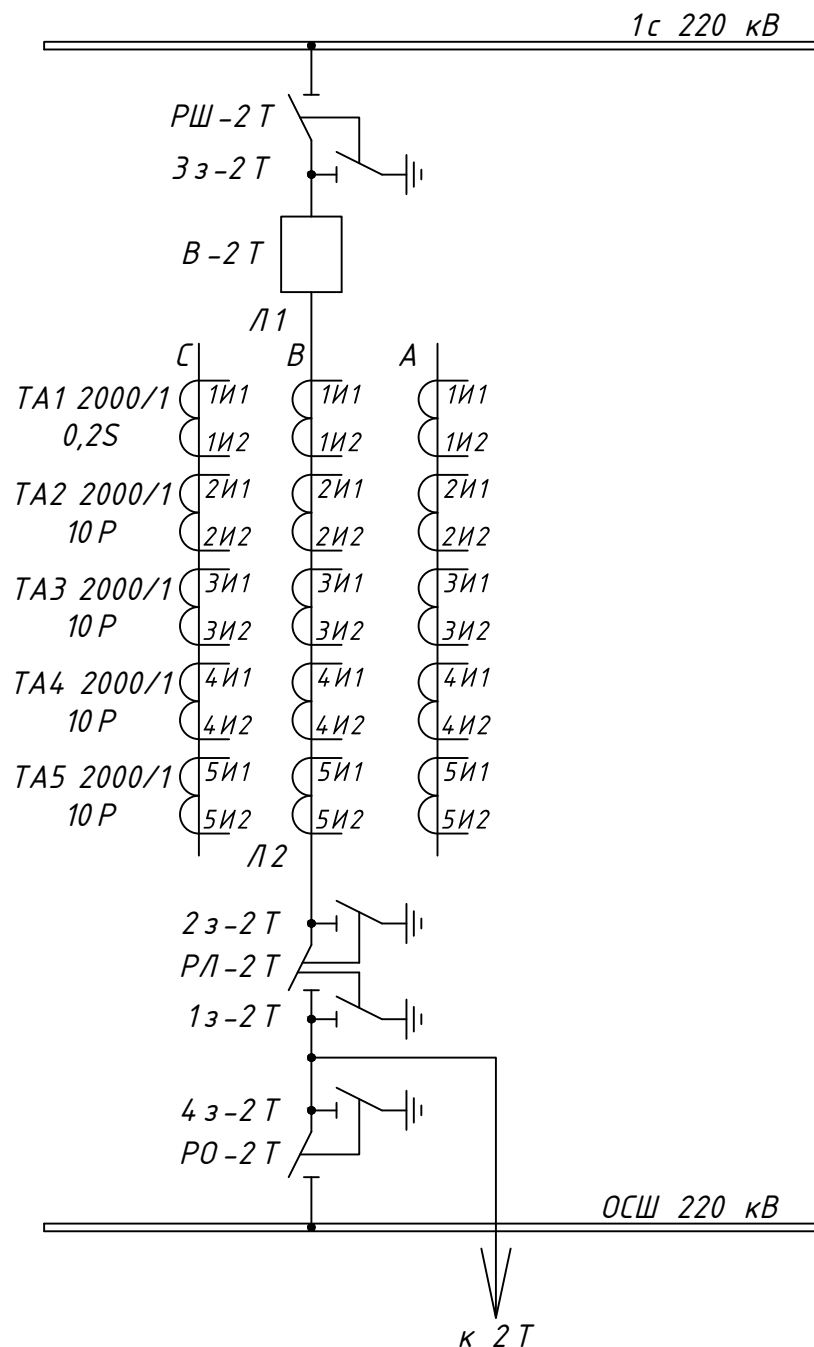 1с 220 кВ
РШ-2Т
3з-2Т
В-2Т
Л1
С В А
ТА1 2000/1
0,2S
1И1 1И1 1И1
1И2 1И2 1И2
ТА2 2000/1
10Р
2И1 2И1 2И1
2И2 2И2 2И2
ТА3 2000/1
10Р
3И1 3И1 3И1
3И2 3И2 3И2
ТА4 2000/1
10Р
4И1 4И1 4И1
4И2 4И2 4И2
ТА5 2000/1
10Р
5И1 5И1 5И1
5И2 5И2 5И2
Л2
2з-2Т
РЛ-2Т
1з-2Т
4з-2Т
РО-2Т
ОСШ 220 кВ
к 2Т